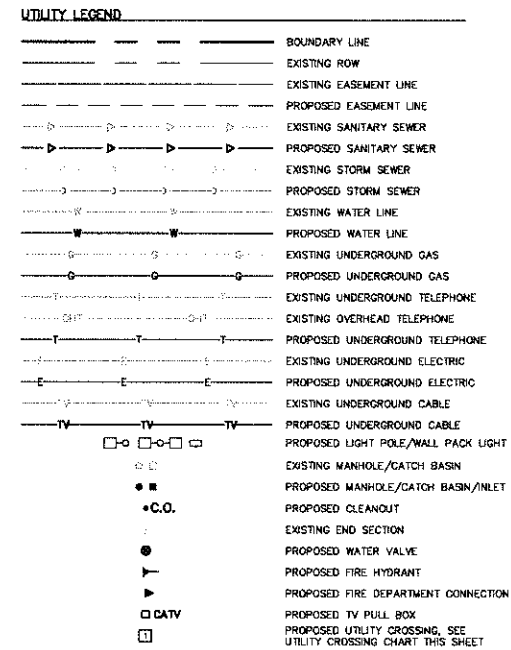 UTILITY LEGEND
BOUNDARY LINE
EXISTING ROW
EXISTING EASEMENT LINE
PROPOSED EASEMENT LINE
EXISTING SANITARY SEWER
PROPOSED SANITARY SEWER
EXISTING STORM SEWER
PROPOSED STORM SEWER
W W EXISTING WATER LINE
W W PROPOSED WATER LINE
G G G EXISTING UNDERGROUND GAS
G G G PROPOSED UNDERGROUND GAS
T T T EXISTING UNDERGROUND TELEPHONE
EXISTING OVERHEAD TELEPHONE
T T T PROPOSED UNDERGROUND TELEPHONE
E E E EXISTING UNDERGROUND ELECTRIC
E E E PROPOSED UNDERGROUND ELECTRIC
TV TV TV EXISTING UNDERGROUND CABLE
TV TV TV PROPOSED UNDERGROUND CABLE
PROPOSED LIGHT POLE/WALL PACK LIGHT
EXISTING MANHOLE/CATCH BASIN
PROPOSED MANHOLE/CATCH BASIN/INLET
C.O. PROPOSED CLEANOUT
EXISTING END SECTION
PROPOSED WATER VALVE
PROPOSED FIRE HYDRANT
PROPOSED FIRE DEPARTMENT CONNECTION
CATV PROPOSED TV PULL BOX
1 PROPOSED UTILITY CROSSING, SEE
UTILITY CROSSING CHART THIS SHEET